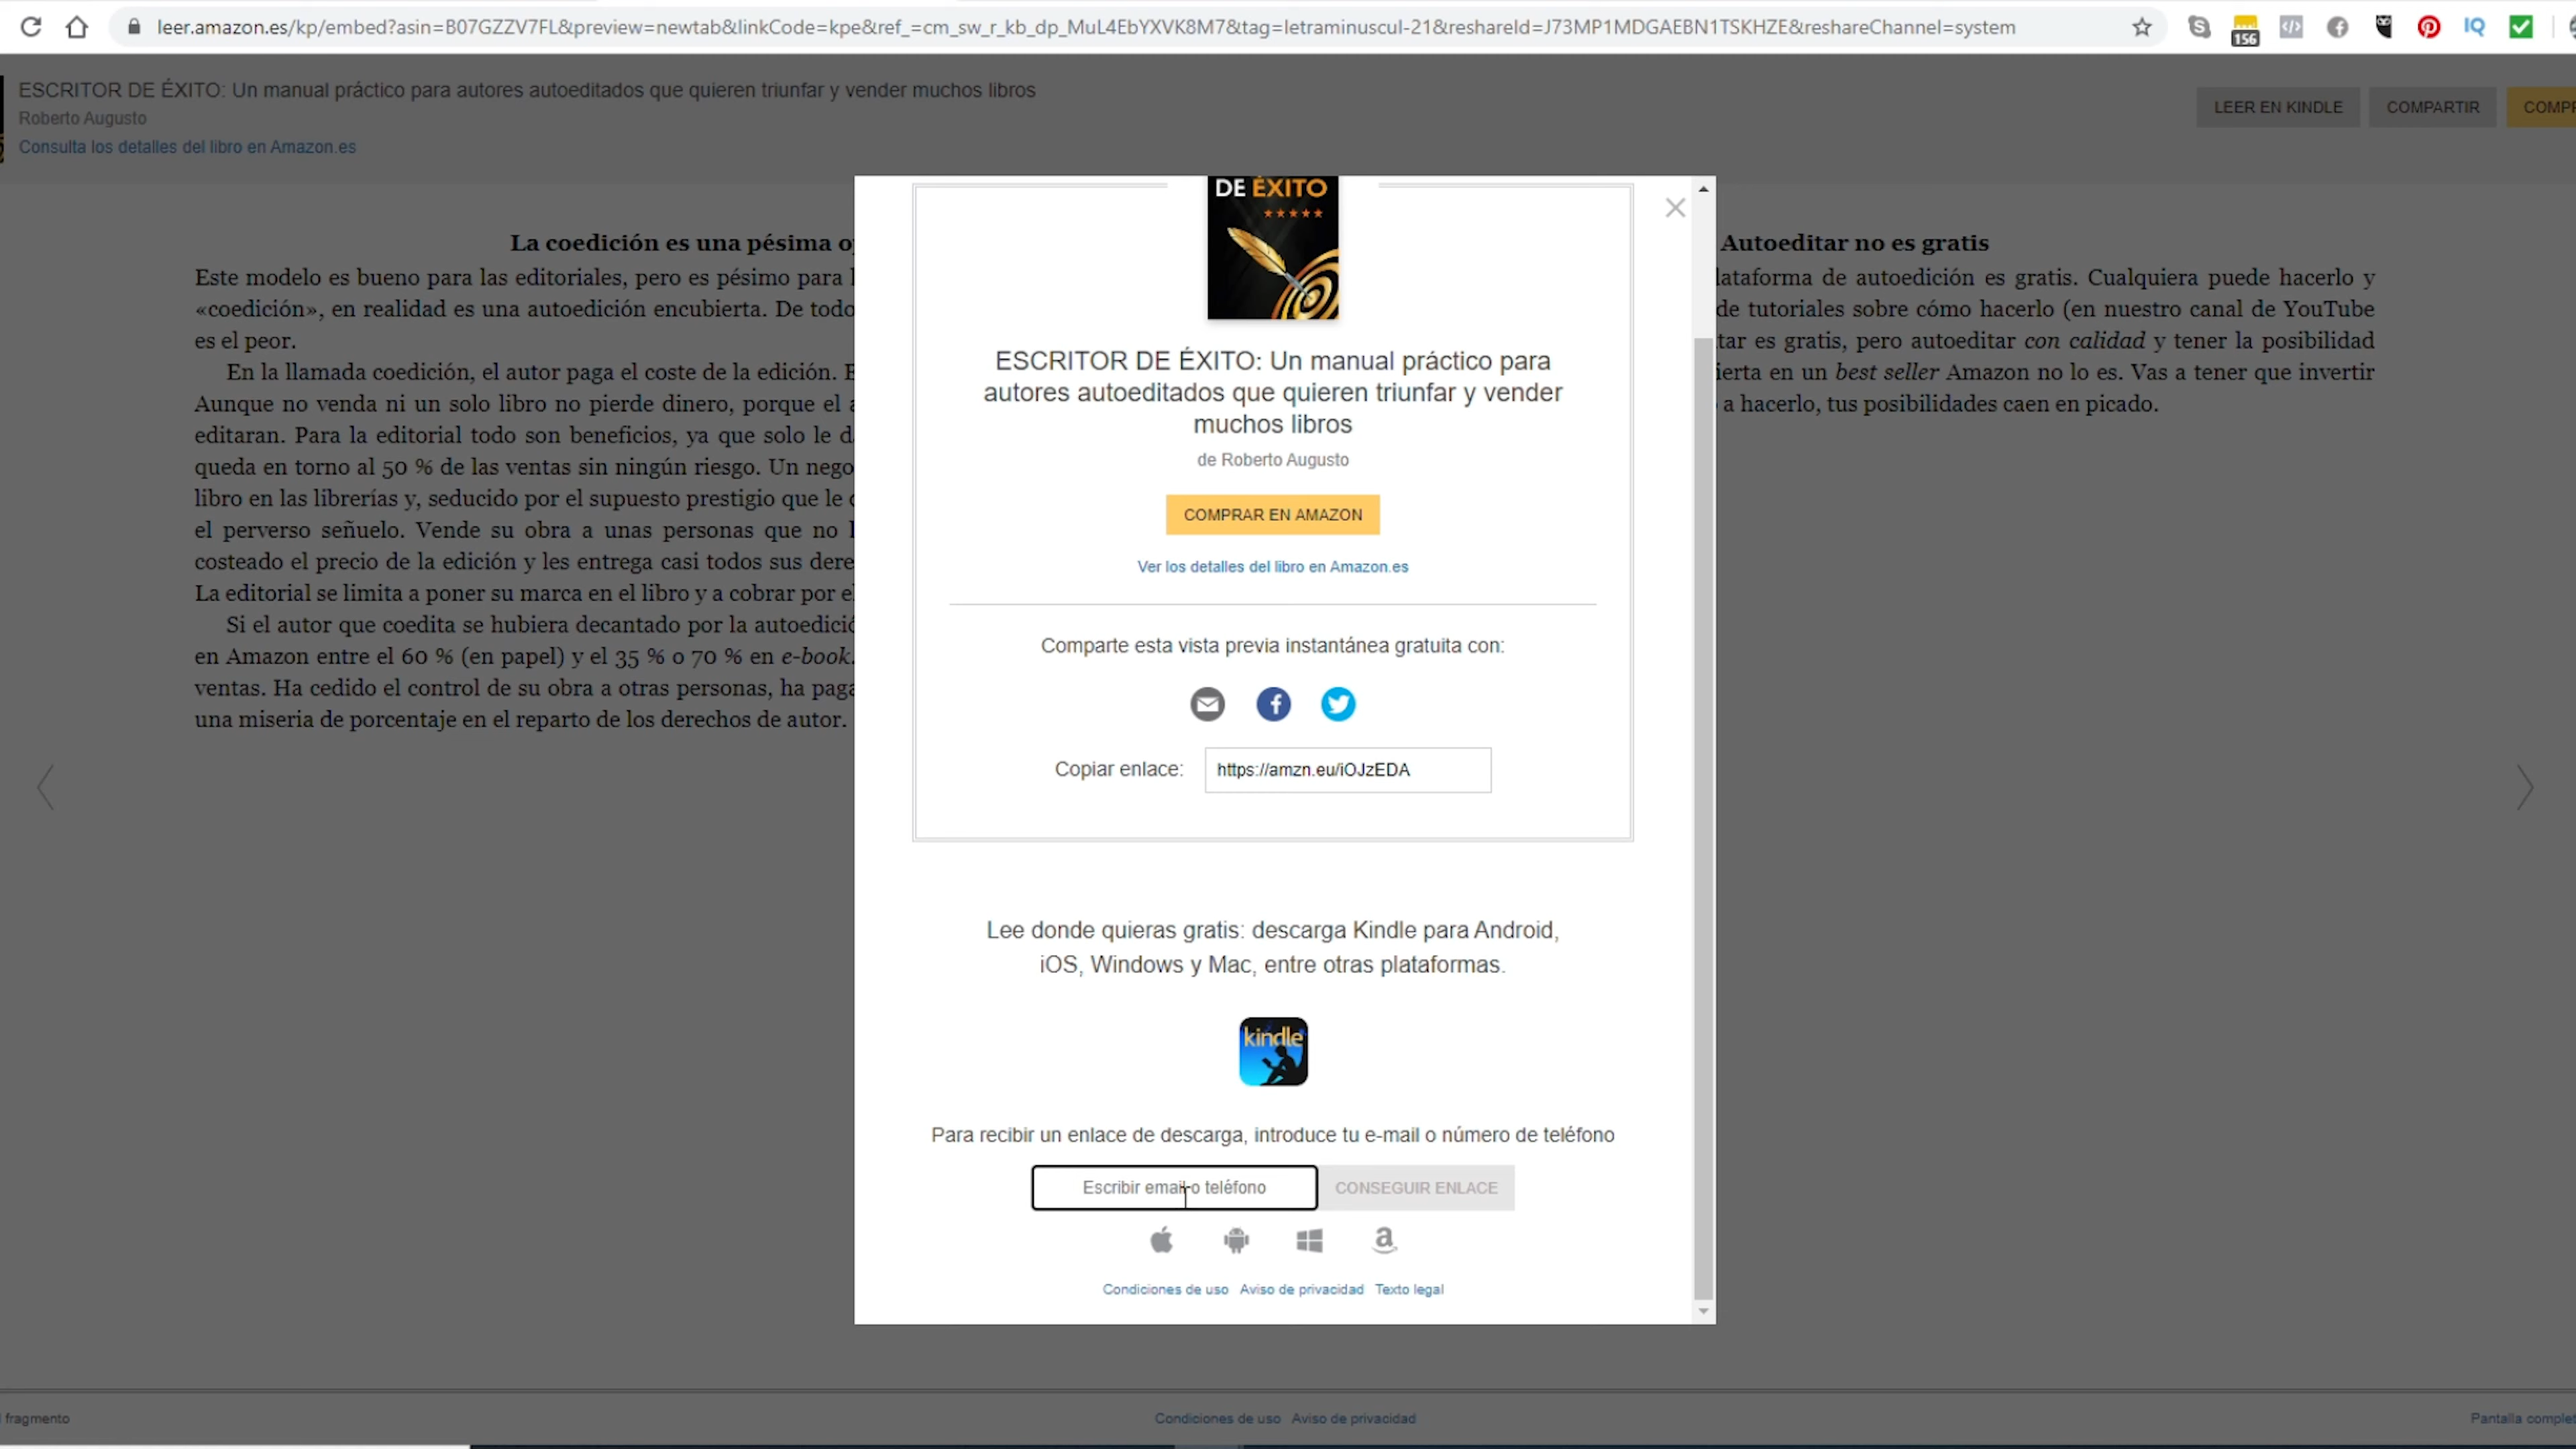 leer.amazon.es/kp/embed?asin=B07GZZV7FL&preview=newtab&linkCode=kpe&ref_=cm_sw_r_kb_dp_MuL4EbYXVK8M7&tag=letraminuscul-21&reshareId=J73MP1MDGAEBN1TSKHZE&reshareChannel=system
156
IQ
ESCRITOR DE ÉXITO: Un manual práctico para autores autoeditados que quieren triunfar y vender muchos libros
Roberto Augusto
Consulta los detalles del libro en Amazon.es
LEER EN KINDLE
COMPARTIR
La coedición es una pésima
Este modelo es bueno para las editoriales, pero es pésimo para
«coedición», en realidad es una autoedición encubierta. De todo
es el peor.
En la llamada coedición, el autor paga el coste de la edición.
Aunque no venda ni un solo libro no pierde dinero, porque el
editaran. Para la editorial todo son beneficios, ya que solo le
queda en torno al 50 % de las ventas sin ningún riesgo. Un nego
libro en las librerías y, seducido por el supuesto prestigio que le
el perverso señuelo. Vende su obra a unas personas que no
costeado el precio de la edición y les entrega casi todos sus dere
La editorial se limita a poner su marca en el libro y a cobrar por
Si el autor que coedita se hubiera decantado por la autoedició
en Amazon entre el 60 % (en papel) y el 35 % o 70 % en e-book.
ventas. Ha cedido el control de su obra a otras personas, ha paga
una miseria de porcentaje en el reparto de los derechos de autor.
Autoeditar no es gratis
lataforma de autoedición es gratis. Cualquiera puede hacerlo y
de tutoriales sobre cómo hacerlo (en nuestro canal de YouTube
tar es gratis, pero autoeditar con calidad y tener la posibilidad
ierta en un best seller Amazon no lo es. Vas a tener que invertir
a hacerlo, tus posibilidades caen en picado.
DE ÉXITO
ESCRITOR DE ÉXITO: Un manual práctico para
autores autoeditados que quieren triunfar y vender
muchos libros
de Roberto Augusto
COMPRAR EN AMAZON
Ver los detalles del libro en Amazon.es
Comparte esta vista previa instantánea gratuita con:
Copiar enlace: https://amzn.eu/iOJzEDA
Lee donde quieras gratis: descarga Kindle para Android,
iOS, Windows y Mac, entre otras plataformas.
kindle
Para recibir un enlace de descarga, introduce tu e-mail o número de teléfono
Escribir email o teléfono
CONSEGUIR ENLACE
Condiciones de uso Aviso de privacidad Texto legal
fragmento
Condiciones de uso Aviso de privacidad
Pantalla complet